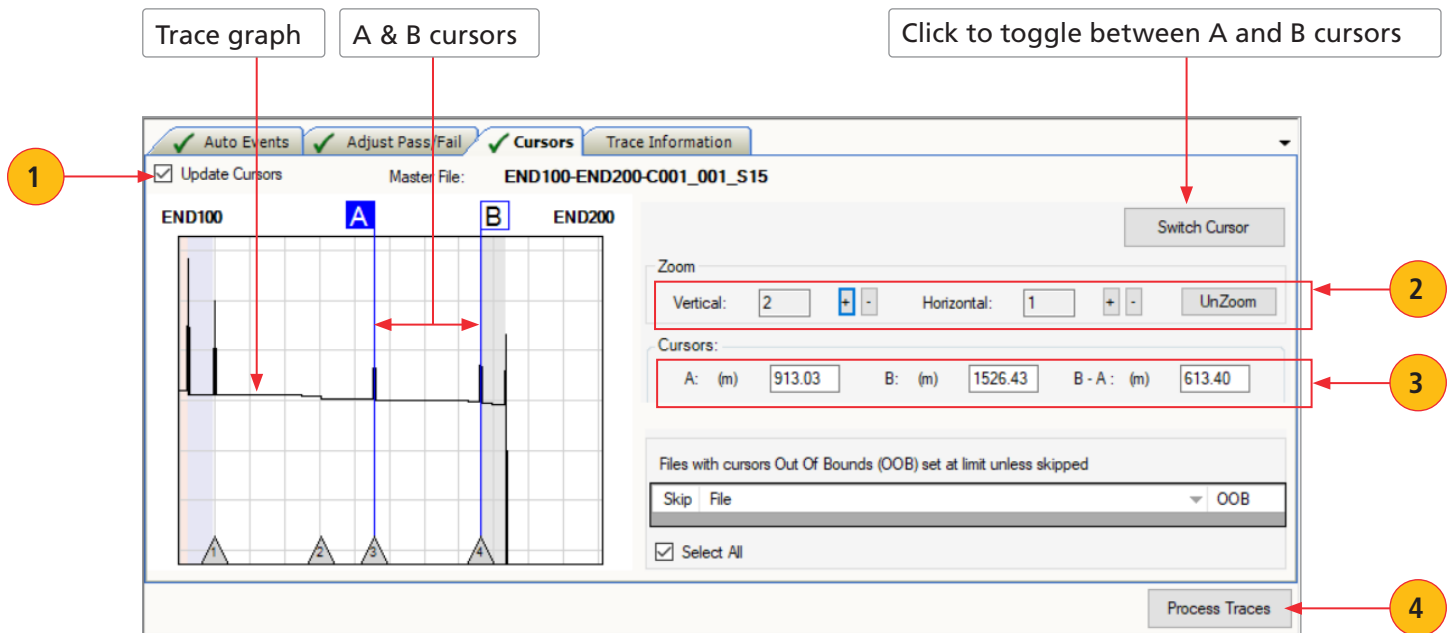 Trace graph
A & B cursors
Click to toggle between A and B cursors
Auto Events
Adjust Pass/Fail
Cursors
Trace Information
1
Update Cursors
Master File: END100-END200-C001_001_S15
END100
A
B
END200
Switch Cursor
Zoom
Vertical: 2 + - Horizontal: 1 + - UnZoom
2
Cursors:
A: (m) 913.03 B: (m) 1526.43 B - A : (m) 613.40
3
Files with cursors Out Of Bounds (OOB) set at limit unless skipped
Skip File OOB
Select All
1 2 3 4
Process Traces
4